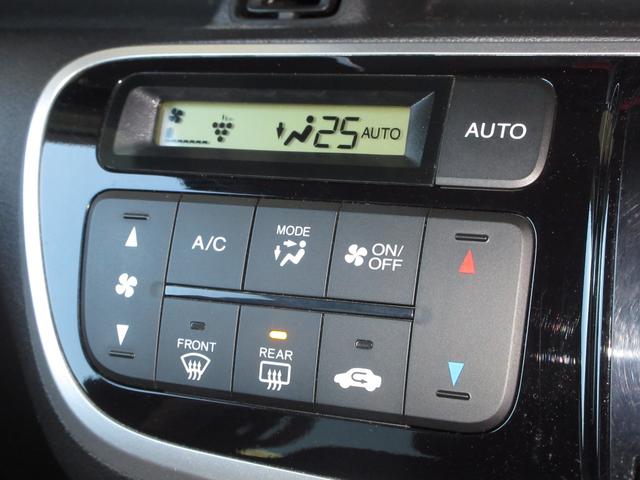 25 AUTO
AUTO
A/C
MODE
ON/
OFF
FRONT
REAR